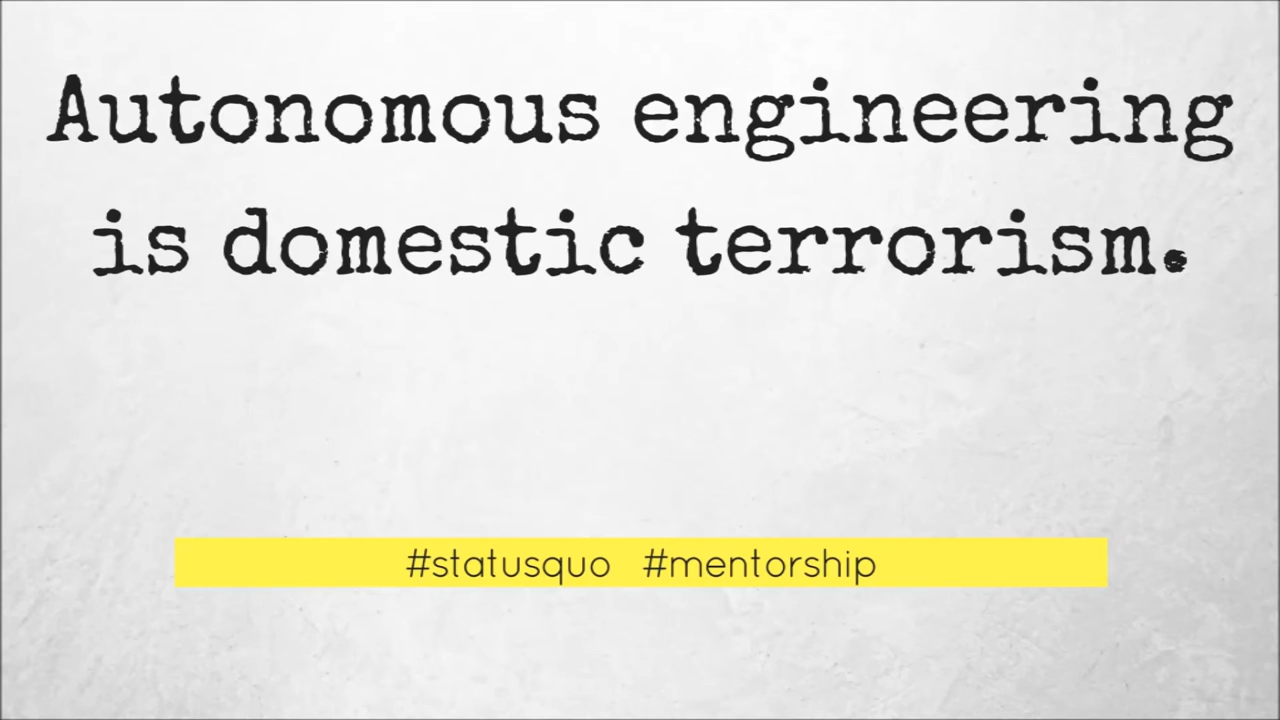 Autonomous engineering
is domestic terrorism.
#statusquo #mentorship